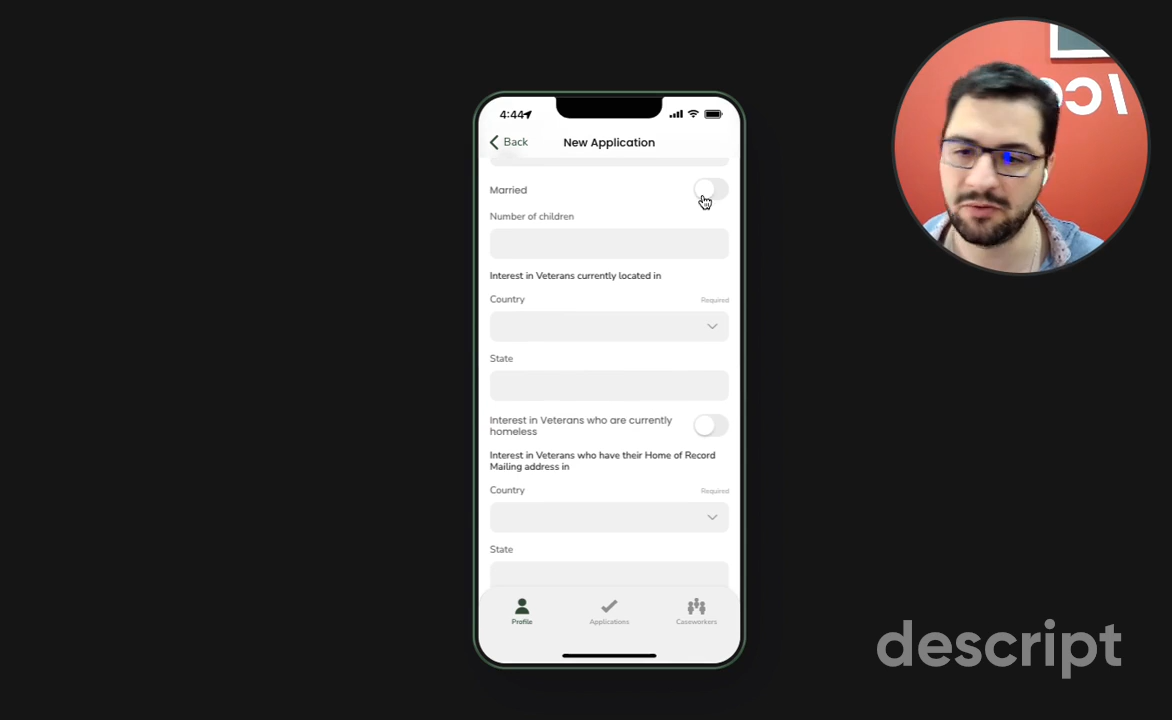 4:44
Back
New Application
Married
Number of children
Interest in Veterans currently located in
Country
Required
State
Interest in Veterans who are currently
homeless
Interest in Veterans who have their Home of Record
Mailing address in
Country
Required
State
Profile
Applications
Caseworkers
descript